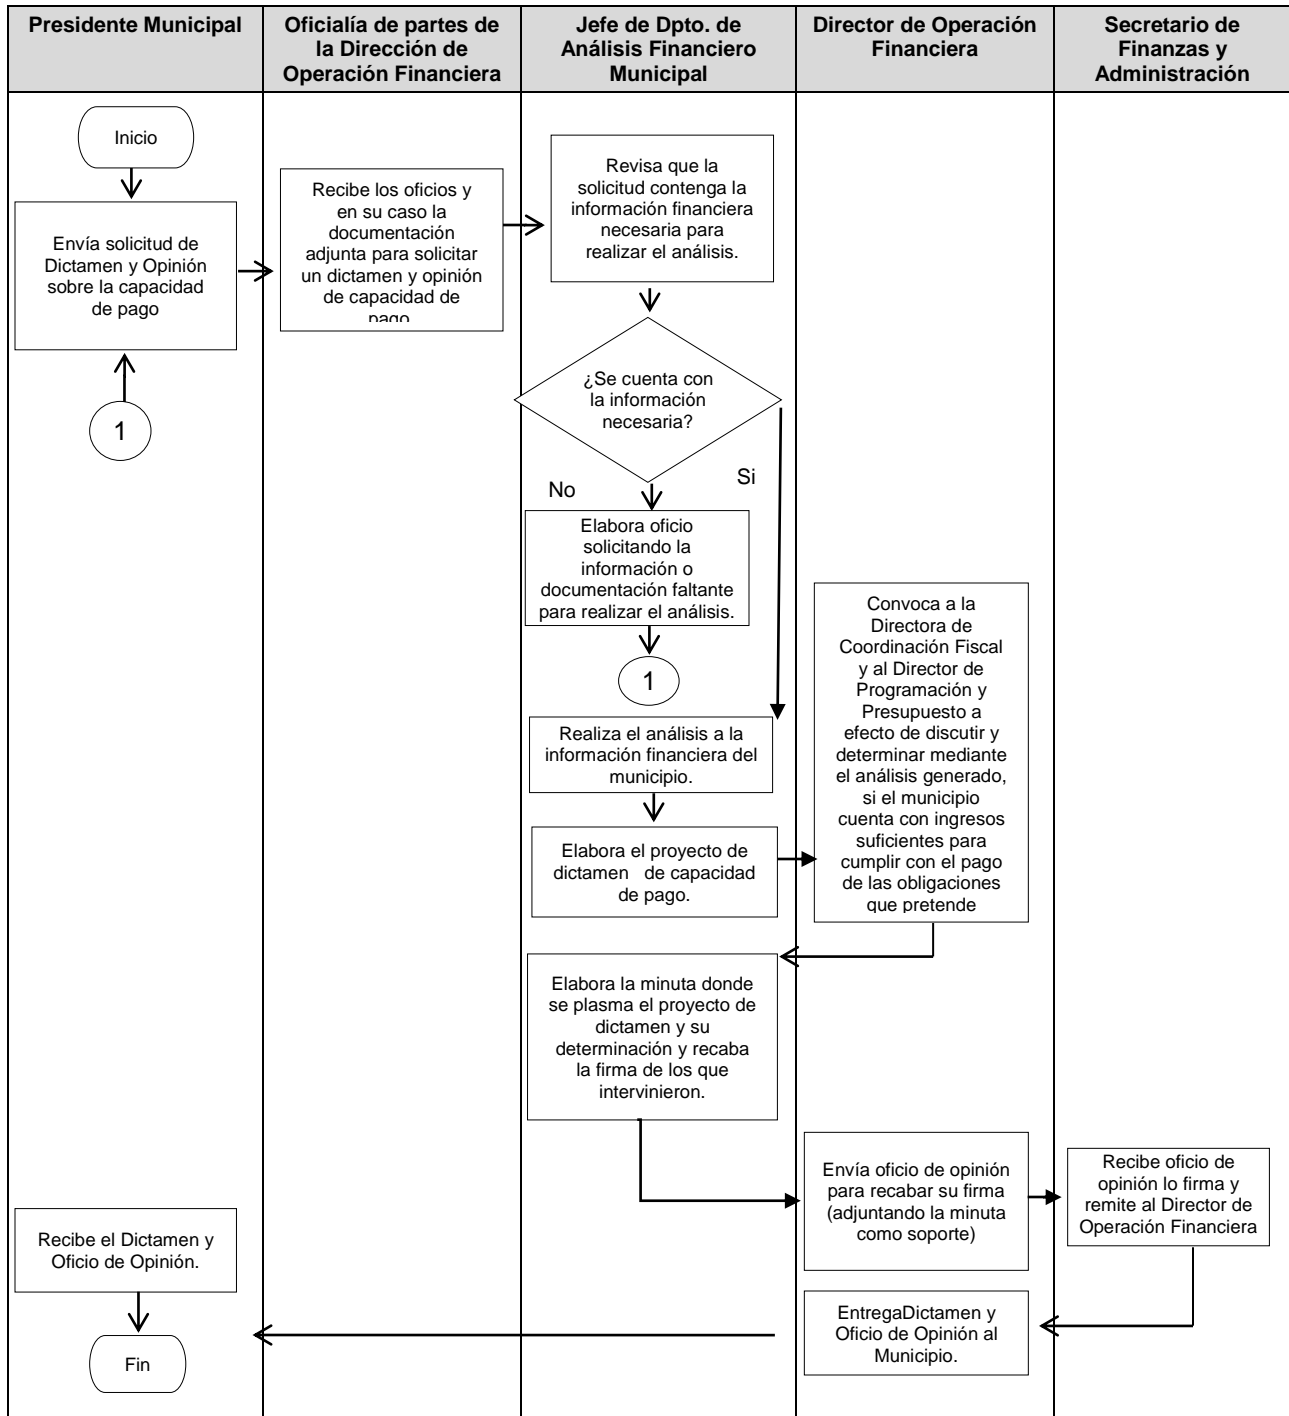 Presidente Municipal
Oficialía de partes de
la Dirección de
Operación Financiera
Jefe de Dpto. de
Análisis Financiero
Municipal
Director de Operación
Financiera
Secretario de
Finanzas y
Administración
Inicio
Envía solicitud de
Dictamen y Opinión
sobre la capacidad
de pago
1
Recibe los oficios y
en su caso la
documentación
adjunta para solicitar
un dictamen y opinión
de capacidad de
pago
Revisa que la
solicitud contenga la
información financiera
necesaria para
realizar el análisis.
¿Se cuenta con
la información
necesaria?
No
Si
Elabora oficio
solicitando la
información o
documentación faltante
para realizar el análisis.
1
Realiza el análisis a la
información financiera del
municipio.
Elabora el proyecto de
dictamen de capacidad
de pago.
Convoca a la
Directora de
Coordinación Fiscal
y al Director de
Programación y
Presupuesto a
efecto de discutir y
determinar mediante
el análisis generado,
si el municipio
cuenta con ingresos
suficientes para
cumplir con el pago
de las obligaciones
que pretende
Elabora la minuta donde
se plasma el proyecto de
dictamen y su
determinación y recaba
la firma de los que
intervinieron.
Envía oficio de opinión
para recabar su firma
(adjuntando la minuta
como soporte)
Recibe oficio de
opinión lo firma y
remite al Director de
Operación Financiera
EntregaDictamen y
Oficio de Opinión al
Municipio.
Recibe el Dictamen y
Oficio de Opinión.
Fin